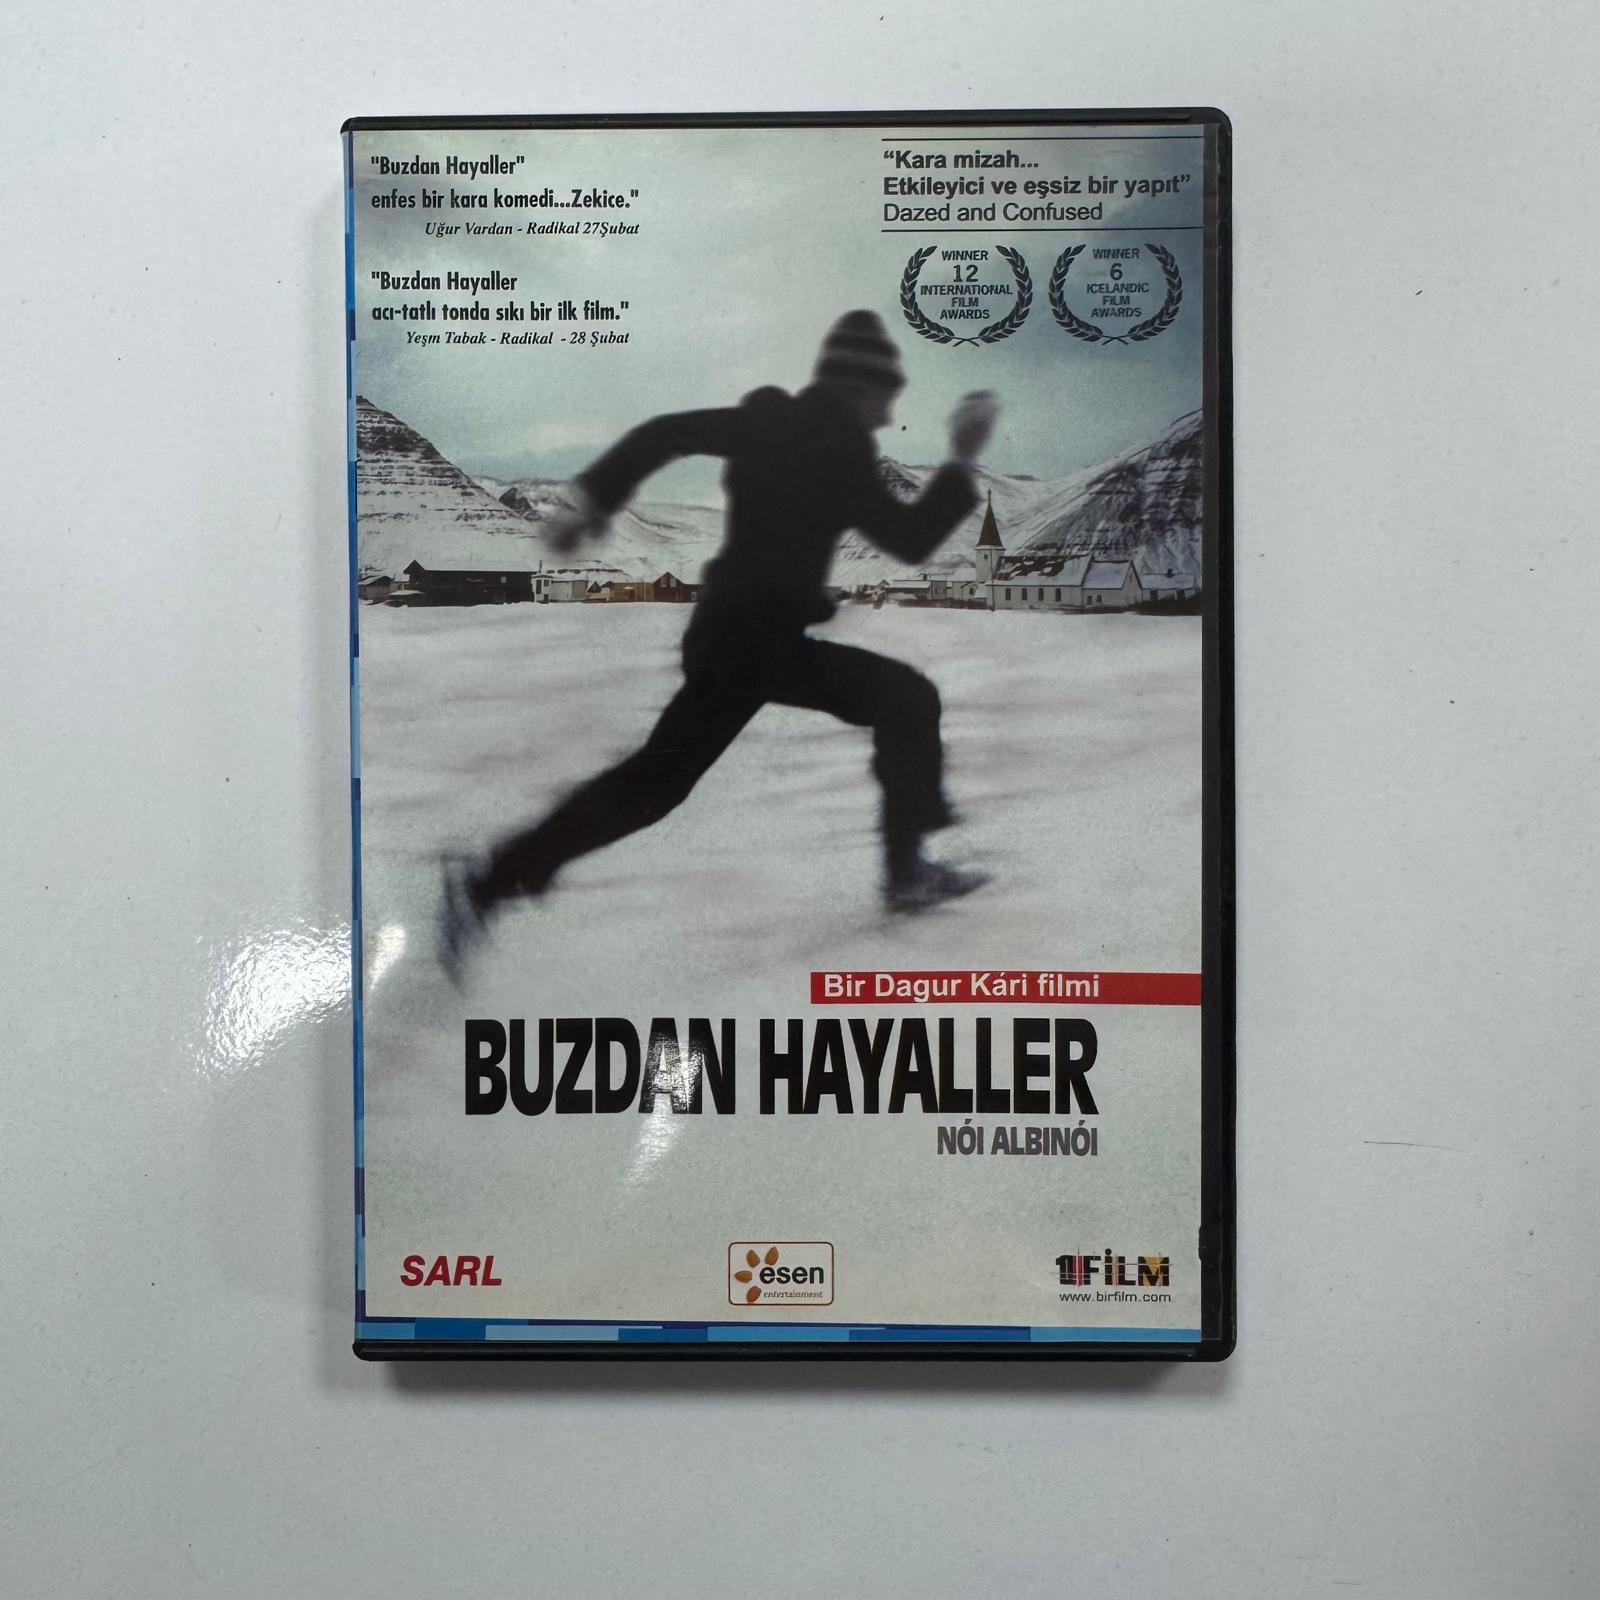 "Buzdan Hayaller"
enfes bir kara komedi...Zekice."
Uğur Vardan - Radikal 27Şubat
"Buzdan Hayaller
acı-tatlı tonda sıkı bir ilk film."
Yeşm Tabak - Radikal - 28 Şubat
“Kara mizah...
Etkileyici ve eşsiz bir yapıt”
Dazed and Confused
WINNER
12
INTERNATIONAL
FILM
AWARDS
WINNER
6
ICELANDIC
FILM
AWARDS
Bir Dagur Kári filmi
BUZDAN HAYALLER
NÓI ALBINÓI
SARL
esen
entertainment
1FİLM
www.birfilm.com